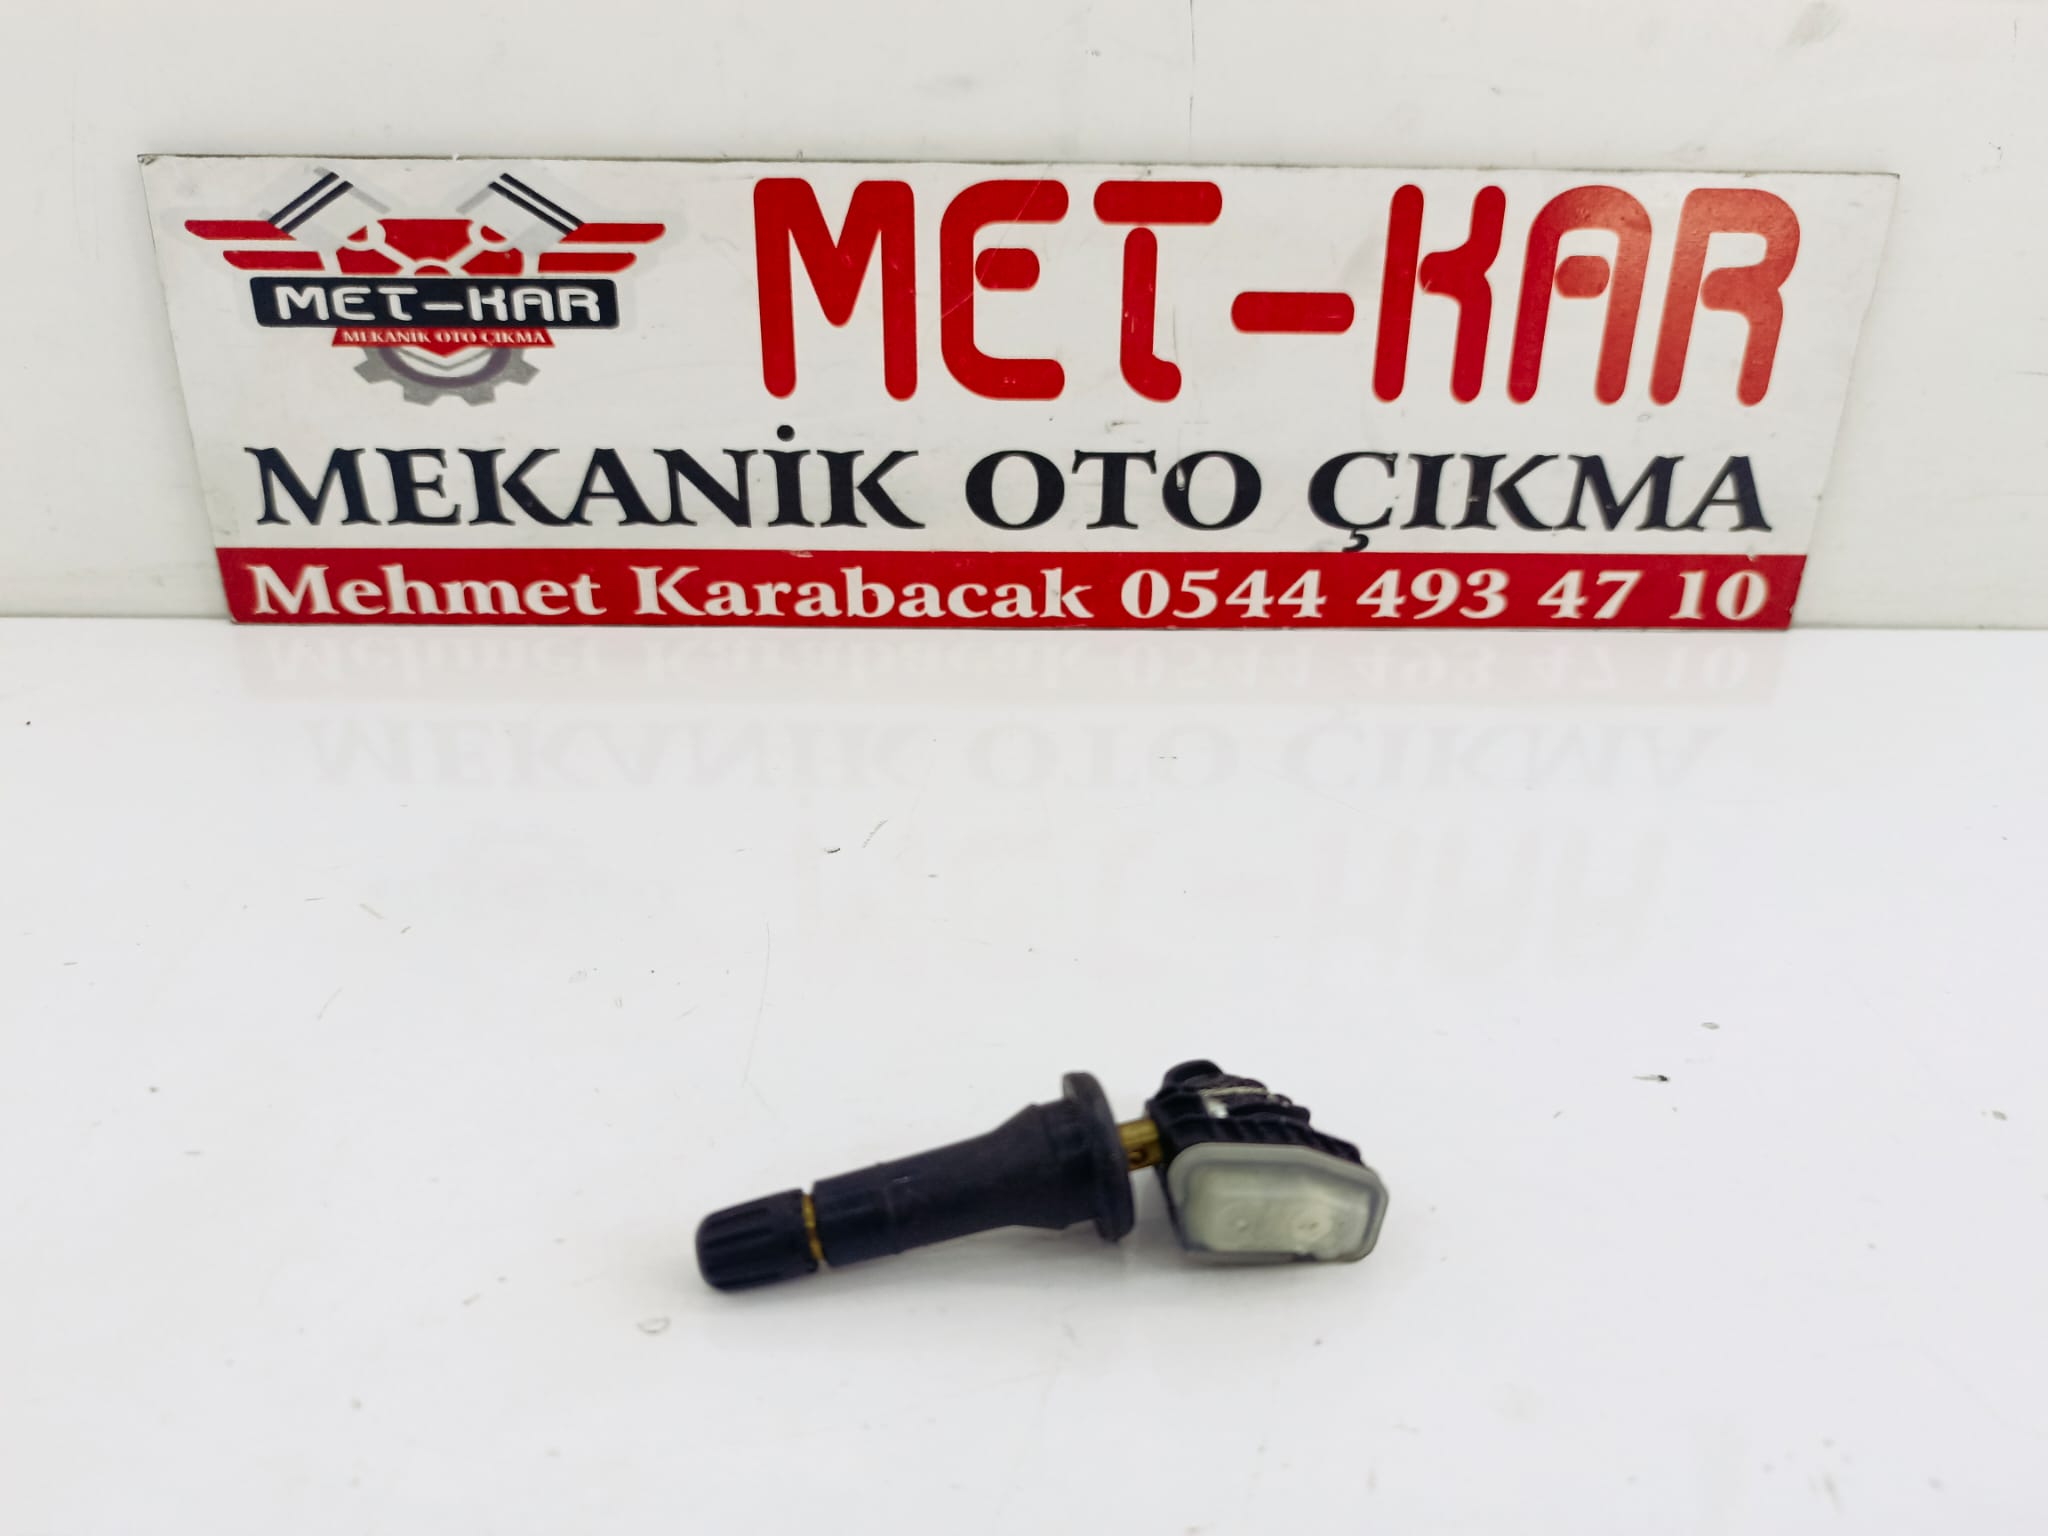 MET-KAR
MEKANİK OTO ÇIKMA
MET-KAR
MEKANİK OTO ÇIKMA
Mehmet Karabacak 0544 493 47 10